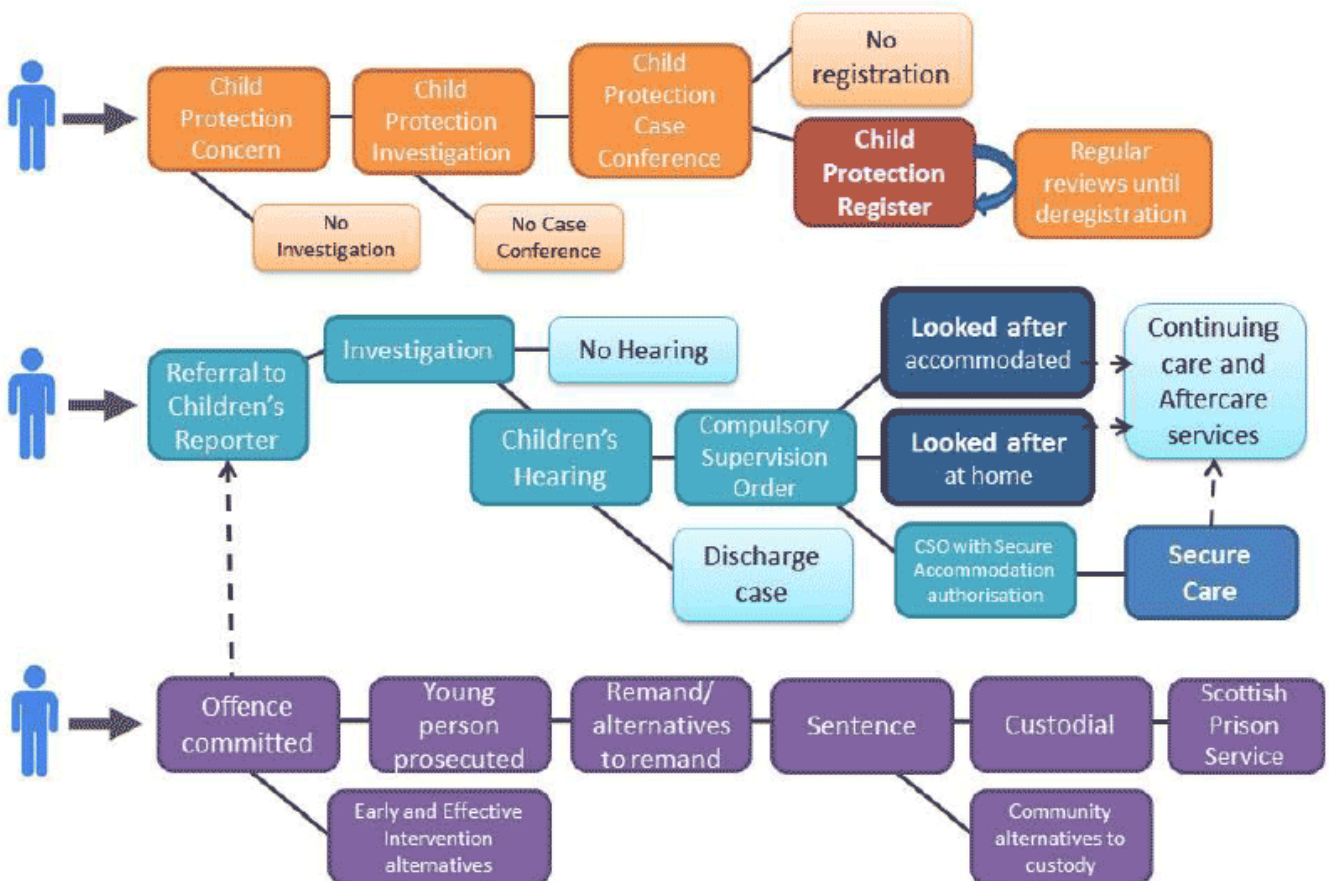 Child
Protection
Concern
Child
Protection
Investigation
Child
Protection
Case
Conference
No
registration
Child
Protection
Register
Regular
reviews until
deregistration
No
Investigation
No Case
Conference
Referral to
Children's
Reporter
Investigation
No Hearing
Children's
Hearing
Compulsory
Supervision
Order
Looked after
accommodated
Looked after
at home
Continuing
care and
Aftercare
services
Discharge
case
CSO with Secure
Accommodation
authorisation
Secure
Care
Offence
committed
Young
person
prosecuted
Remand/
alternatives
to remand
Sentence
Custodial
Scottish
Prison
Service
Early and Effective
Intervention
alternatives
Community
alternatives to
custody